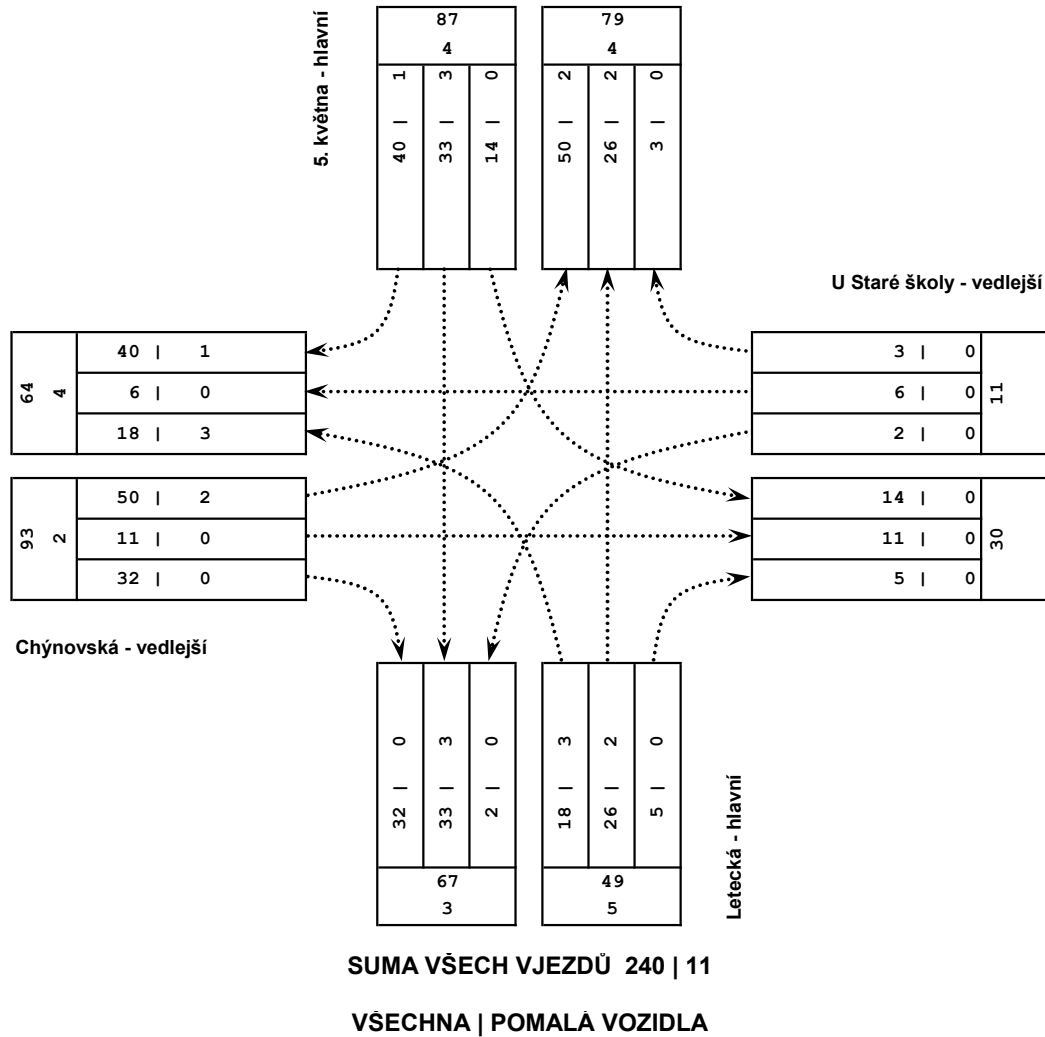 87
4
79
4
5. května - hlavní
40 | 1
33 | 3
14 | 0
50 | 2
26 | 2
3 | 0
U Staré školy - vedlejší
64
4
40 | 1
6 | 0
18 | 3
3 | 0
6 | 0
2 | 0
11
93
2
50 | 2
11 | 0
32 | 0
14 | 0
11 | 0
5 | 0
30
Chýnovská - vedlejší
32 | 0
33 | 3
2 | 0
18 | 3
26 | 2
5 | 0
Letecká - hlavní
67
3
49
5
SUMA VŠECH VJEZDŮ 240 | 11
VŠECHNA | POMALÁ VOZIDLA